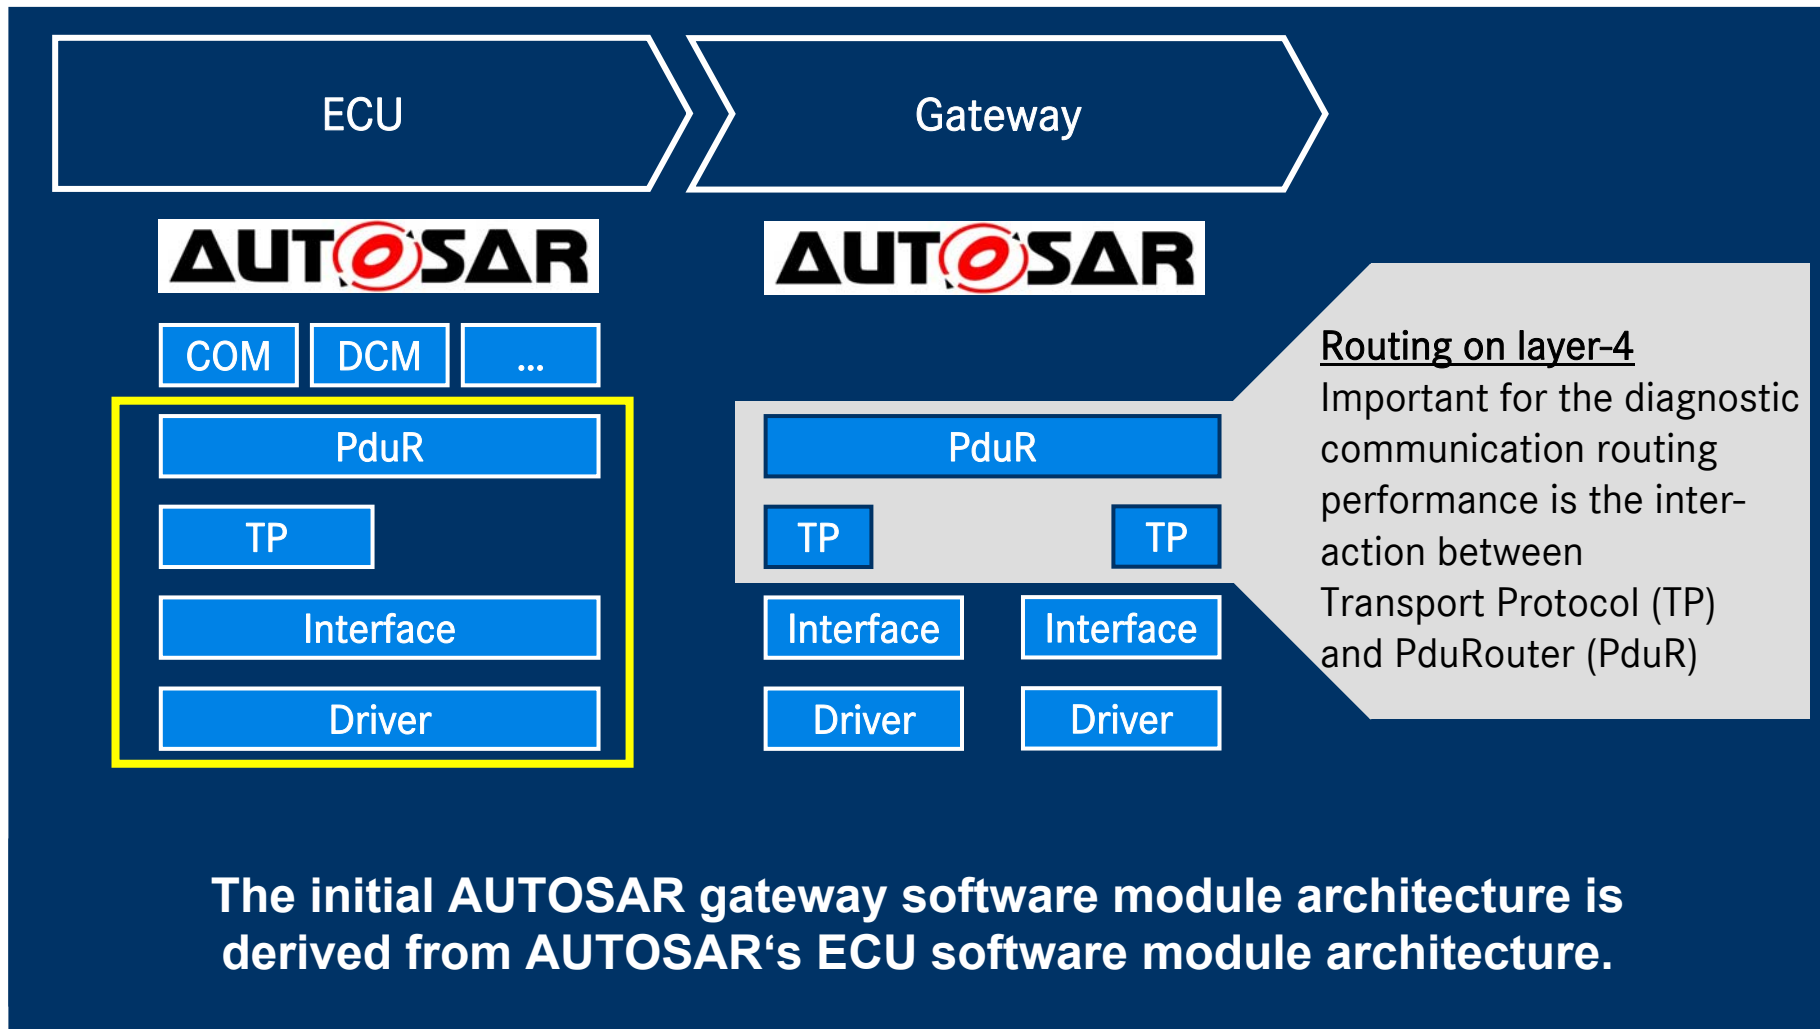 ECU
Gateway
AUTOSAR
AUTOSAR
COM
DCM
...
PduR
TP
Interface
Driver
PduR
TP
TP
Interface
Interface
Driver
Driver
Routing on layer-4
Important for the diagnostic
communication routing
performance is the inter-
action between
Transport Protocol (TP)
and PduRouter (PduR)
The initial AUTOSAR gateway software module architecture is
derived from AUTOSAR‘s ECU software module architecture.